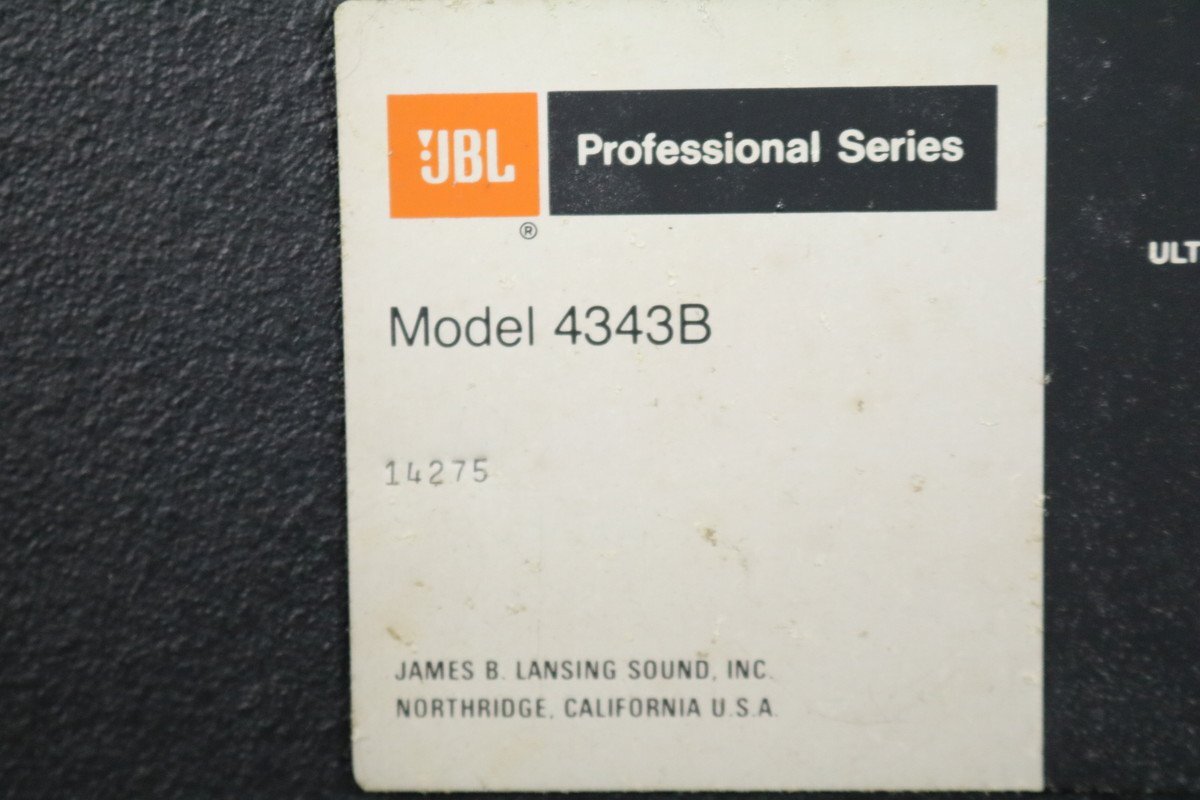 JBL Professional Series
®
Model 4343B
ULT
14275
JAMES B. LANSING SOUND, INC.
NORTHRIDGE, CALIFORNIA U.S.A.